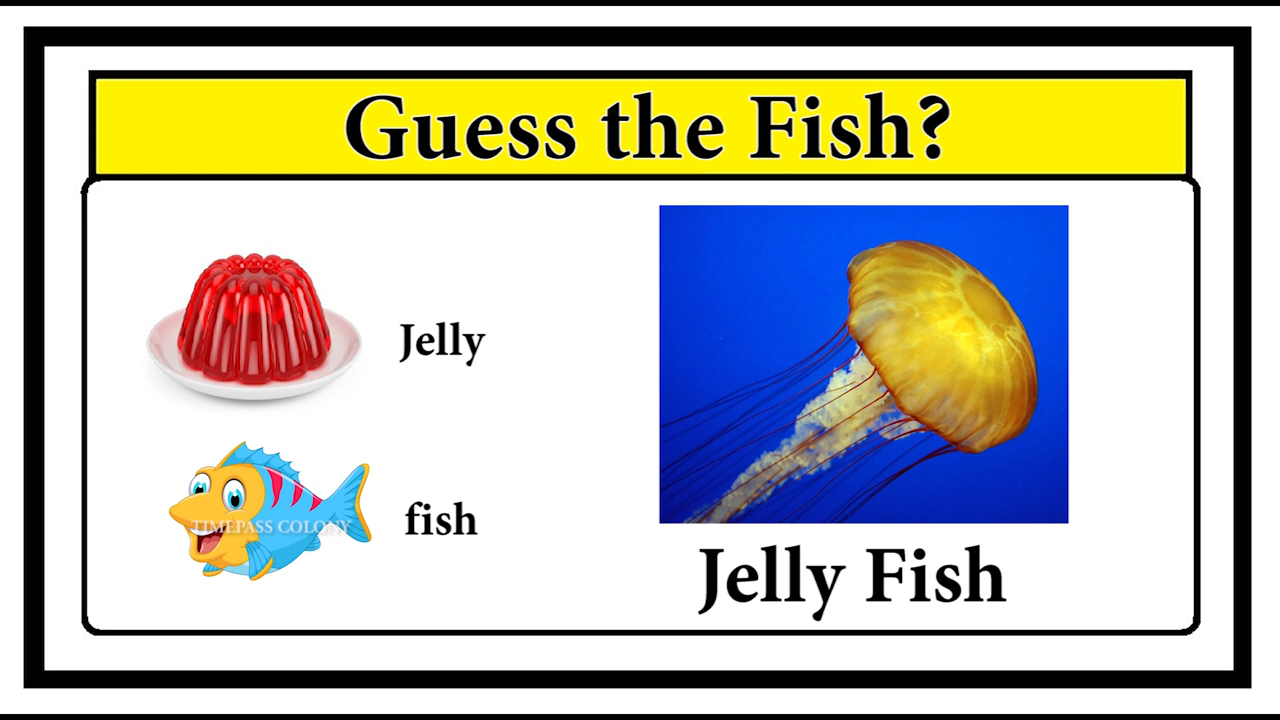 Guess the Fish?
Jelly
TIMEPASS COLONY
fish
Jelly Fish